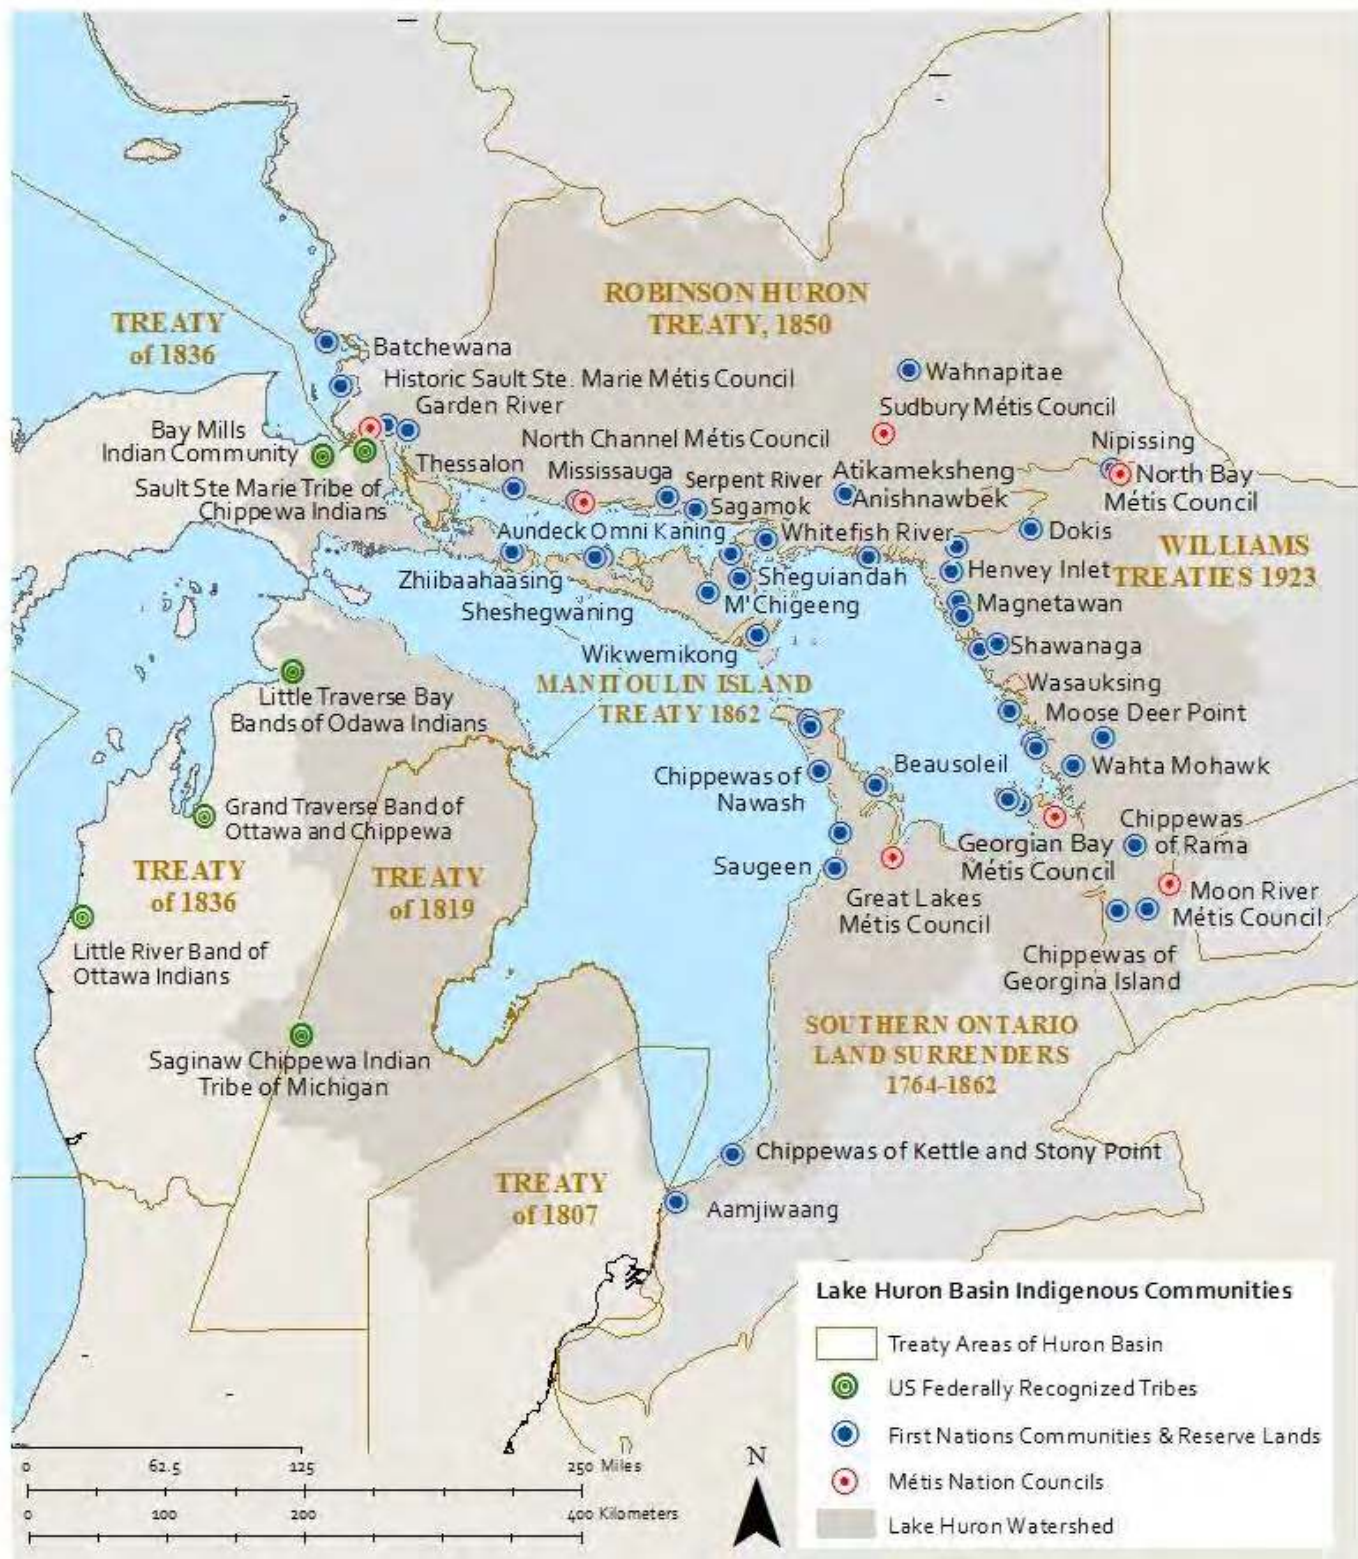 ROBINSON HURON
TREATY, 1850
TREATY
of 1836
Batchewana
Historic Sault Ste. Marie Métis Council
Garden River
Wahnapitae
Sudbury Métis Council
Bay Mills
Indian Community
North Channel Métis Council
Nipissing
Thessalon
Mississauga
Serpent River
Atikameksheng
Anishnawbek
North Bay
Métis Council
Sault Ste Marie Tribe of
Chippewa Indians
Sagamok
Aundeck Omni Kaning
Whitefish River
Dokis
WILLIAMS
TREATIES 1923
Zhiibaahaasing
Sheguiandah
Henvey Inlet
Sheshegwaning
M'Chigeeng
Magnetawan
Wikwemikong
Shawanaga
MANITOULIN ISLAND
TREATY 1862
Wasauksing
Little Traverse Bay
Bands of Odawa Indians
Moose Deer Point
Chippewas of
Nawash
Beausoleil
Wahta Mohawk
Grand Traverse Band of
Ottawa and Chippewa
Chippewas
of Rama
Georgian Bay
Métis Council
TREATY
of 1836
TREATY
of 1819
Saugeen
Great Lakes
Métis Council
Moon River
Métis Council
Little River Band of
Ottawa Indians
Chippewas of
Georgina Island
SOUTHERN ONTARIO
LAND SURRENDERS
1764-1862
Saginaw Chippewa Indian
Tribe of Michigan
Chippewas of Kettle and Stony Point
TREATY
of 1807
Aamjiwaang
Lake Huron Basin Indigenous Communities
Treaty Areas of Huron Basin
US Federally Recognized Tribes
First Nations Communities & Reserve Lands
Métis Nation Councils
Lake Huron Watershed
N
0 62.5 125 250 Miles
0 100 200 400 Kilometers